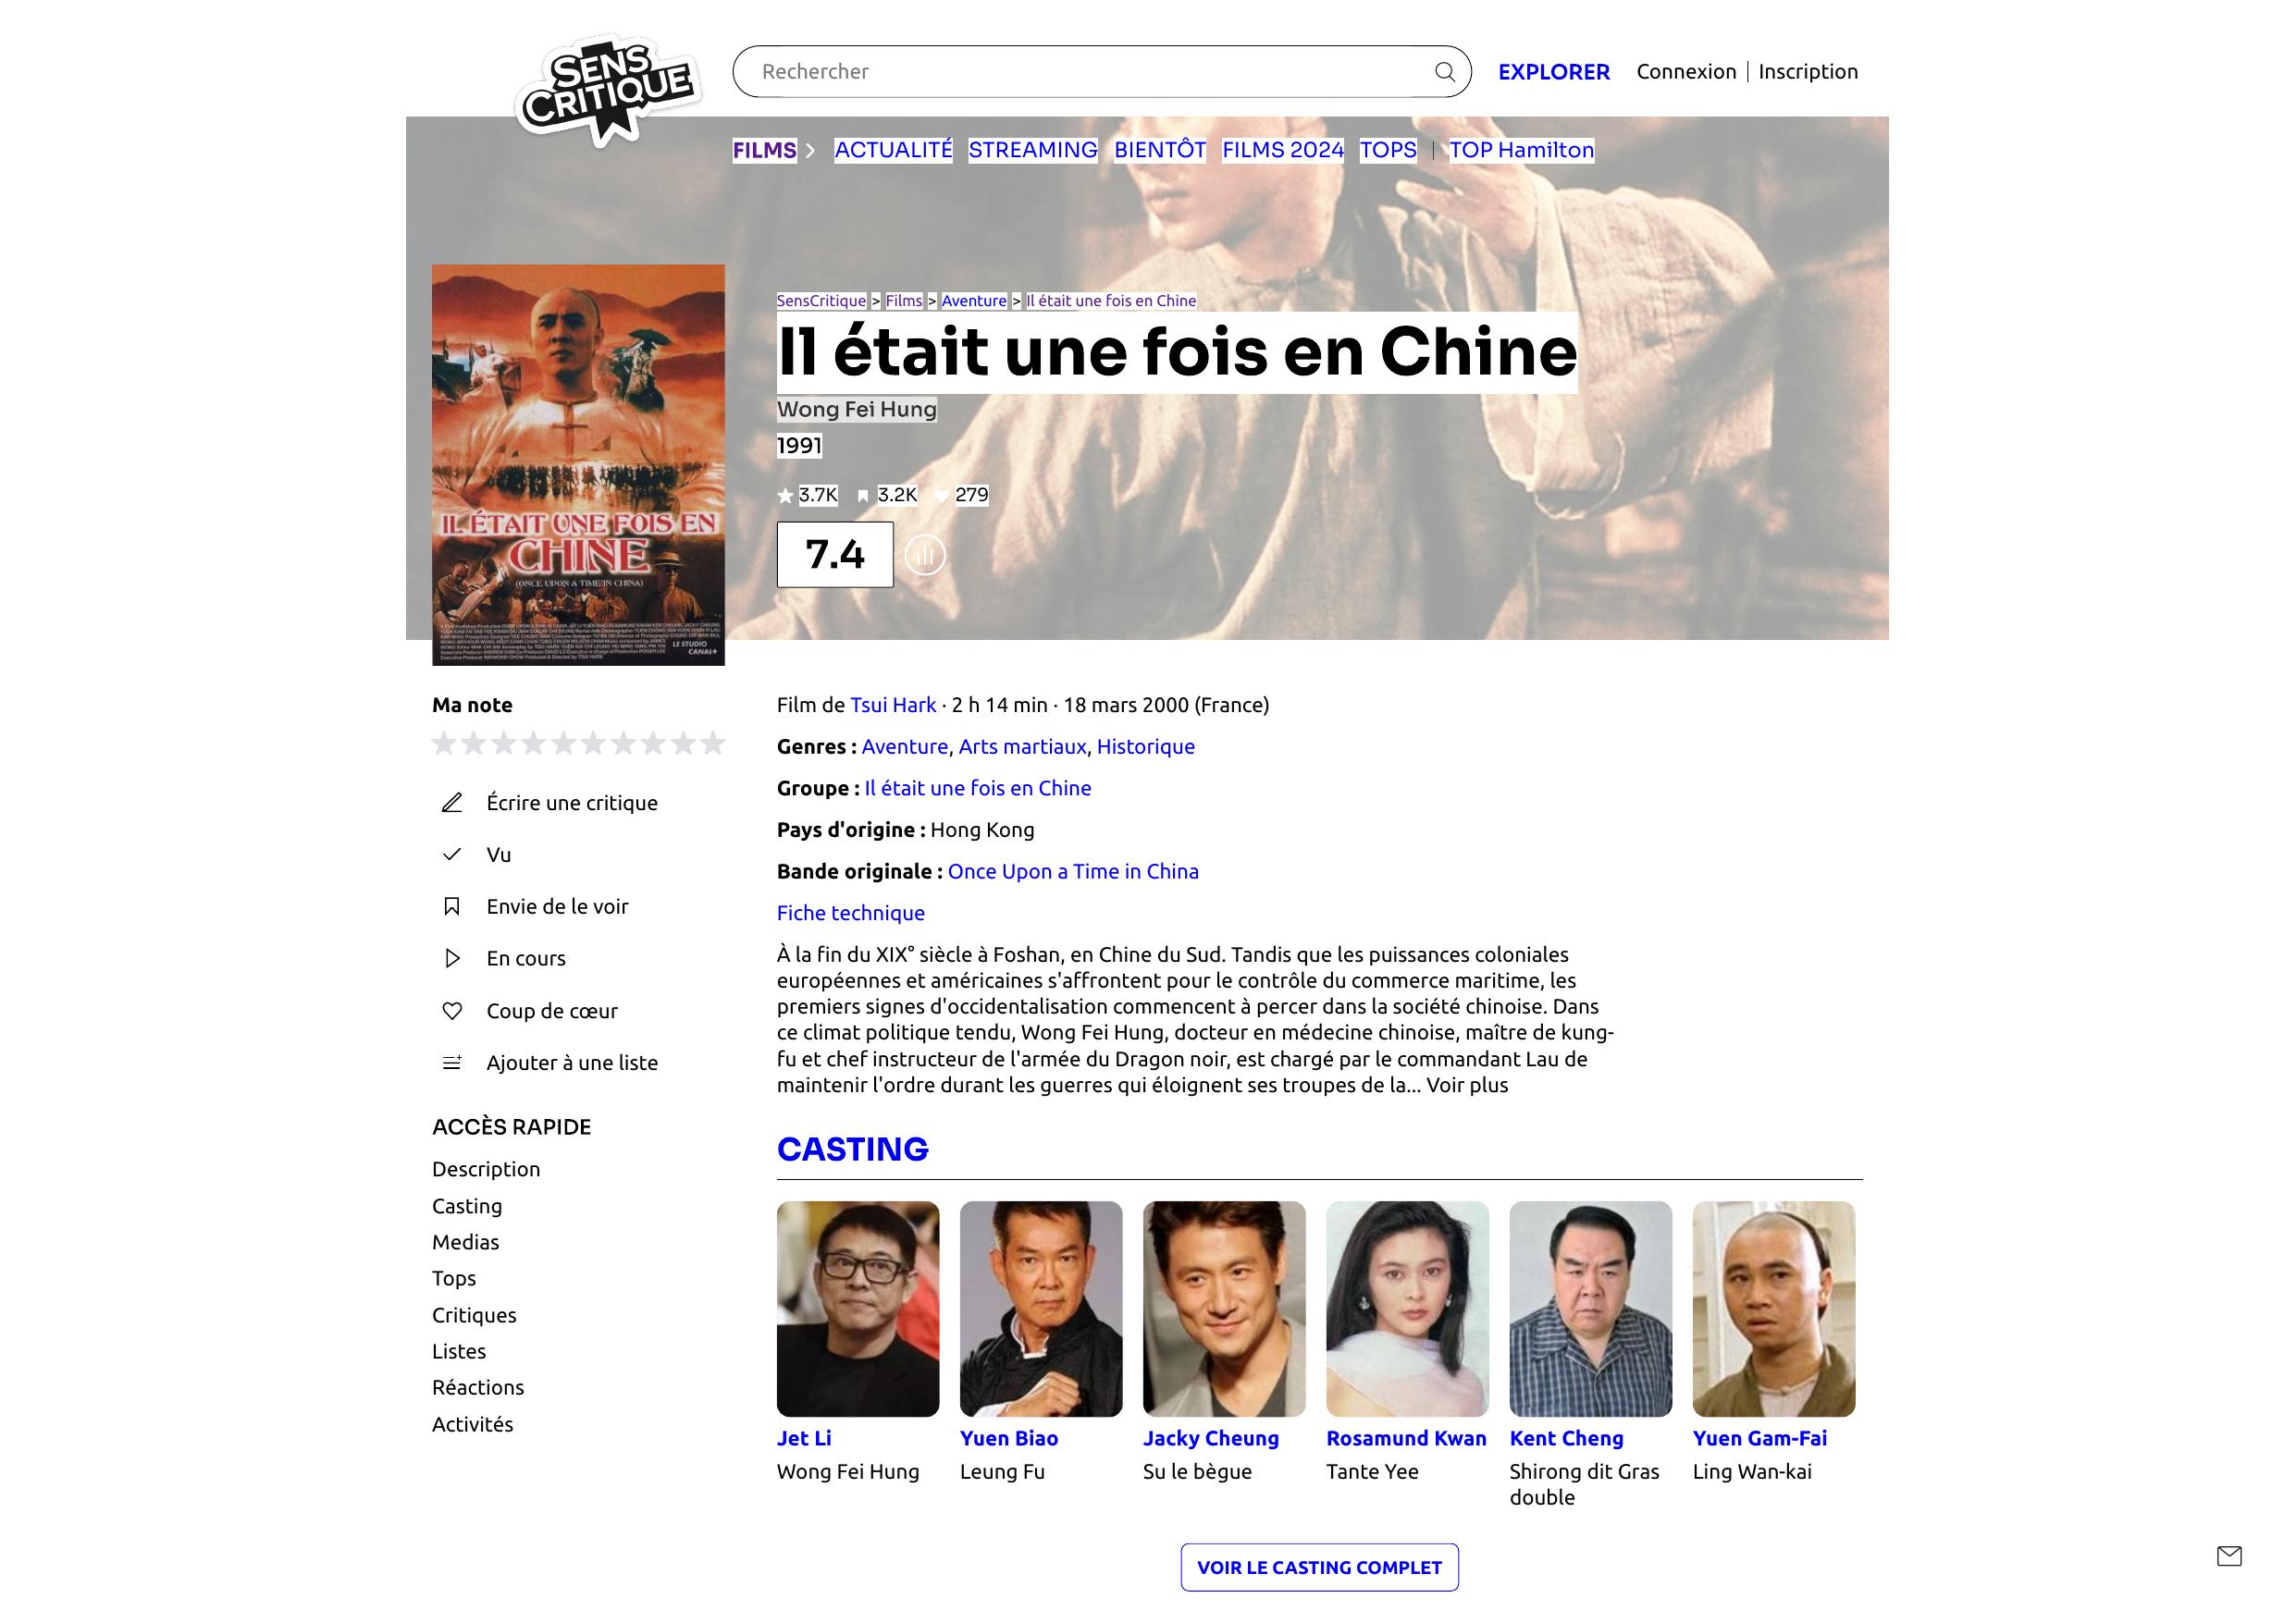 SENS
CRITIQUE
Rechercher
EXPLORER
Connexion | Inscription
FILMS
ACTUALITÉ
STREAMING
BIENTÔT
FILMS 2024
TOPS
|
TOP Hamilton
SensCritique > Films > Aventure > Il était une fois en Chine
Il était une fois en Chine
Wong Fei Hung
1991
3.7K 3.2K 279
7.4
IL ÉTAIT UNE FOIS EN
CHINE
(ONCE UPON A TIME IN CHINA)
LE STUDIO
CANAL+
Ma note
Écrire une critique
Vu
Envie de le voir
En cours
Coup de cœur
Ajouter à une liste
ACCÈS RAPIDE
Description
Casting
Medias
Tops
Critiques
Listes
Réactions
Activités
Film de Tsui Hark · 2 h 14 min · 18 mars 2000 (France)
Genres : Aventure, Arts martiaux, Historique
Groupe : Il était une fois en Chine
Pays d'origine : Hong Kong
Bande originale : Once Upon a Time in China
Fiche technique
À la fin du XIX° siècle à Foshan, en Chine du Sud. Tandis que les puissances coloniales
européennes et américaines s'affrontent pour le contrôle du commerce maritime, les
premiers signes d'occidentalisation commencent à percer dans la société chinoise. Dans
ce climat politique tendu, Wong Fei Hung, docteur en médecine chinoise, maître de kung-
fu et chef instructeur de l'armée du Dragon noir, est chargé par le commandant Lau de
maintenir l'ordre durant les guerres qui éloignent ses troupes de la... Voir plus
CASTING
Jet Li
Wong Fei Hung
Yuen Biao
Leung Fu
Jacky Cheung
Su le bègue
Rosamund Kwan
Tante Yee
Kent Cheng
Shirong dit Gras
double
Yuen Gam-Fai
Ling Wan-kai
VOIR LE CASTING COMPLET